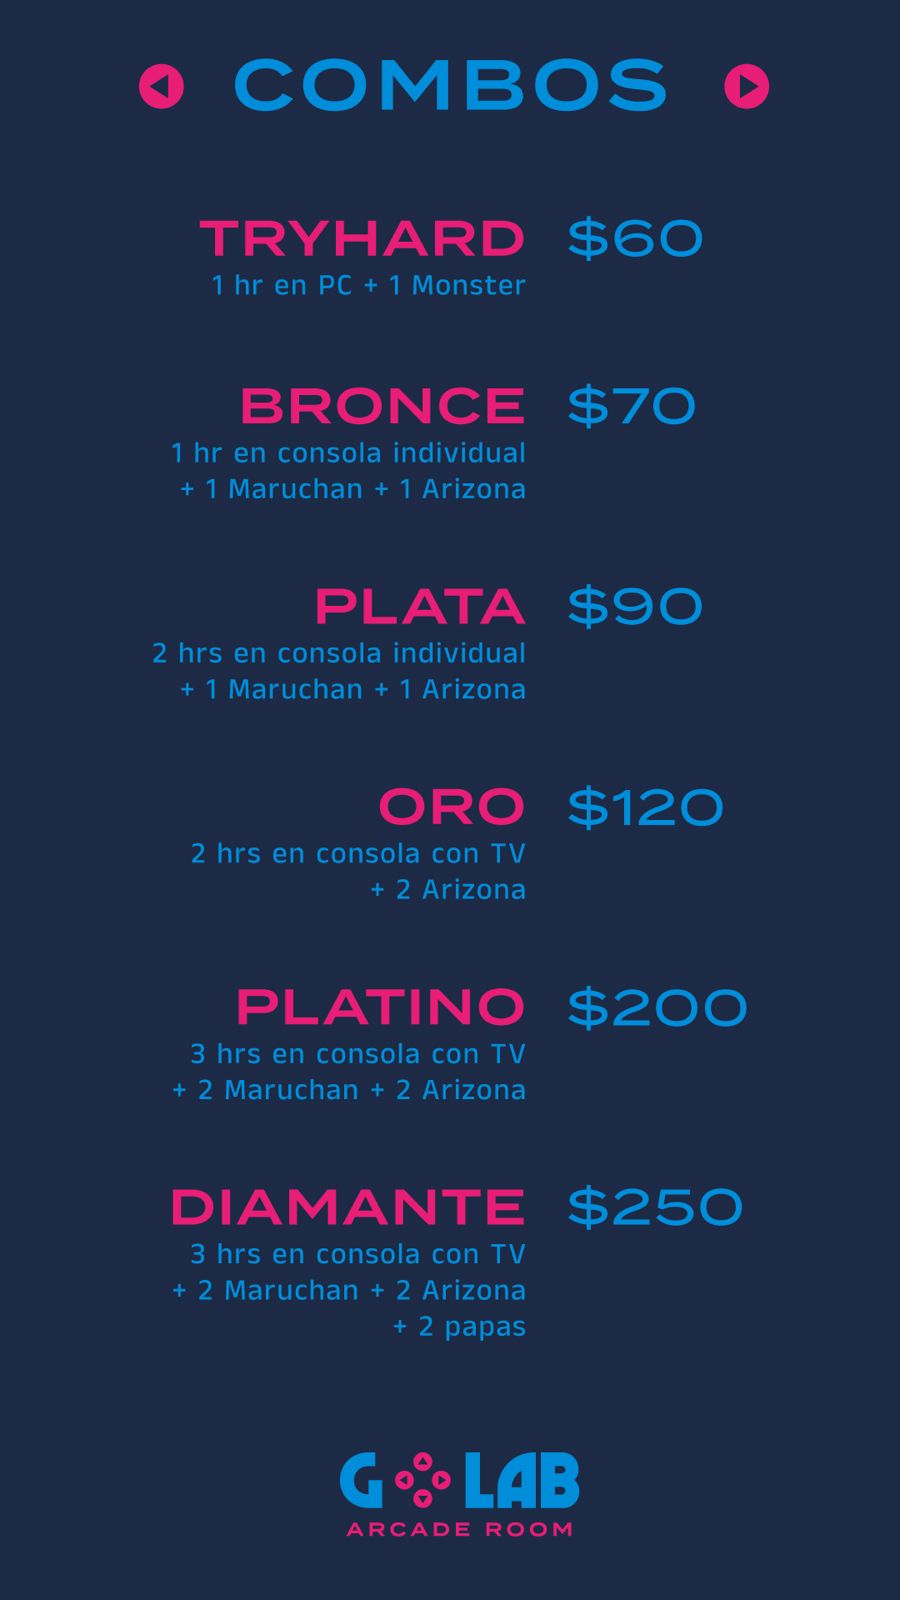 COMBOS
TRYHARD $60
1 hr en PC + 1 Monster
BRONCE $70
1 hr en consola individual
+ 1 Maruchan + 1 Arizona
PLATA $90
2 hrs en consola individual
+ 1 Maruchan + 1 Arizona
ORO $120
2 hrs en consola con TV
+ 2 Arizona
PLATINO $200
3 hrs en consola con TV
+ 2 Maruchan + 2 Arizona
DIAMANTE $250
3 hrs en consola con TV
+ 2 Maruchan + 2 Arizona
+ 2 papas
G LAB
ARCADE ROOM